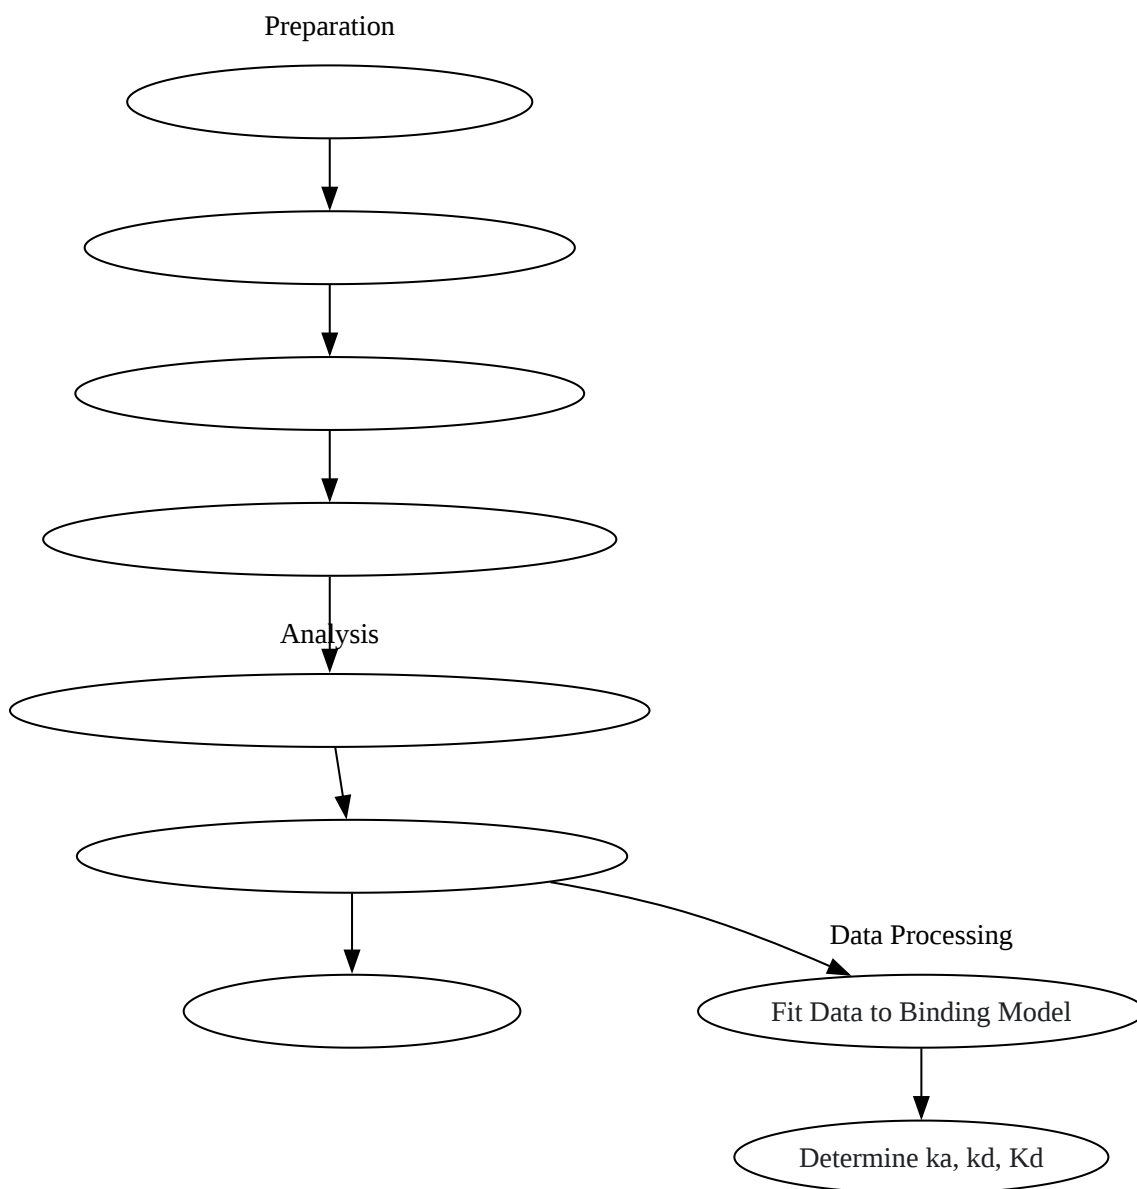 Preparation
Analysis
Data Processing
Fit Data to Binding Model
Determine ka, kd, Kd